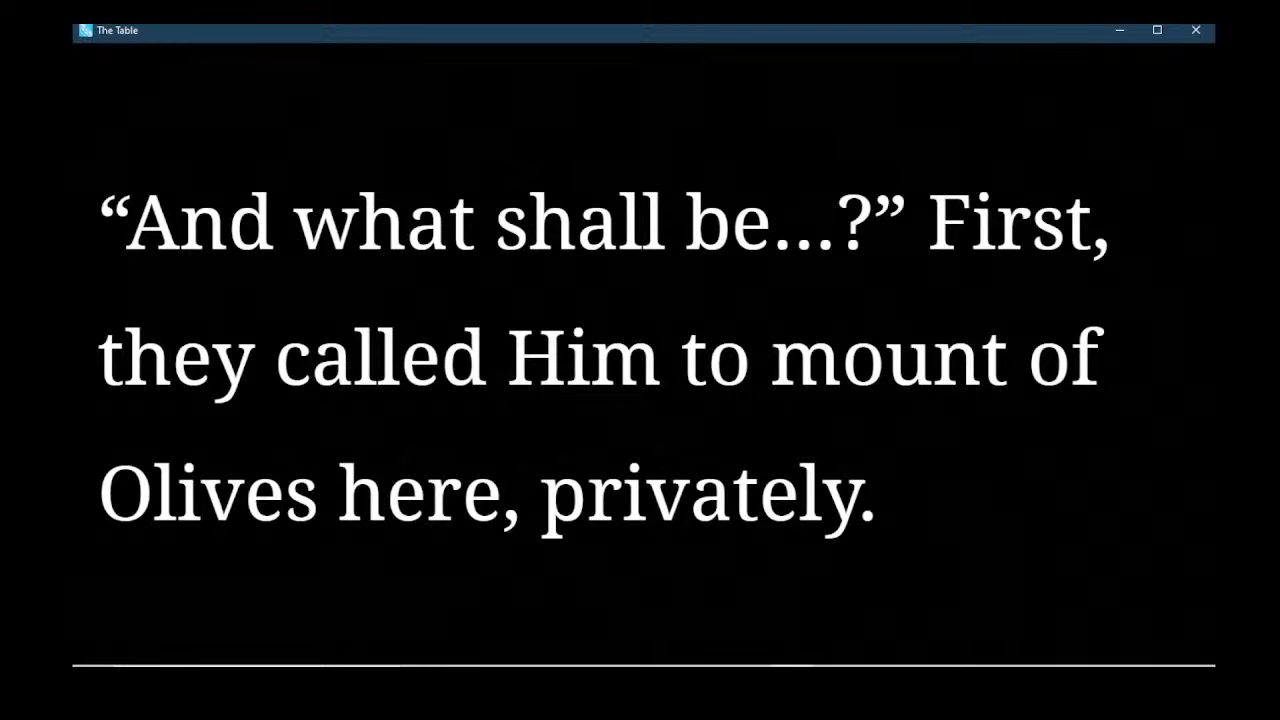 The Table
“And what shall be...?” First,
they called Him to mount of
Olives here, privately.